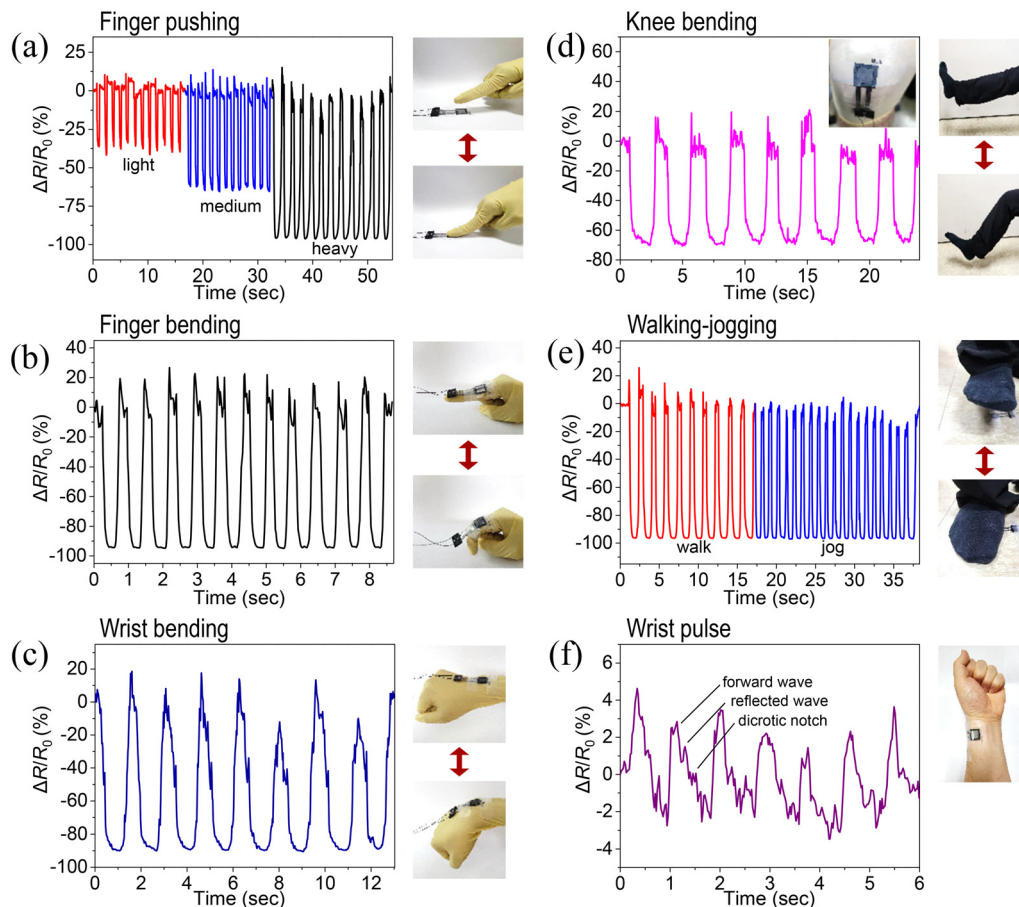 (a)
Finger pushing
ΔR/R0 (%)
25
0
-25
-50
-75
-100
light
medium
heavy
0 10 20 30 40 50
Time (sec)
(b)
Finger bending
ΔR/R0 (%)
40
20
0
-20
-40
-60
-80
-100
0 1 2 3 4 5 6 7 8
Time (sec)
(c)
Wrist bending
ΔR/R0 (%)
20
0
-20
-40
-60
-80
-100
0 2 4 6 8 10 12
Time (sec)
(d)
Knee bending
ΔR/R0 (%)
60
40
20
0
-20
-40
-60
-80
0 5 10 15 20
Time (sec)
(e)
Walking-jogging
ΔR/R0 (%)
40
20
0
-20
-40
-60
-80
-100
walk
jog
0 5 10 15 20 25 30 35
Time (sec)
(f)
Wrist pulse
ΔR/R0 (%)
6
4
2
0
-2
-4
forward wave
reflected wave
dicrotic notch
0 1 2 3 4 5 6
Time (sec)